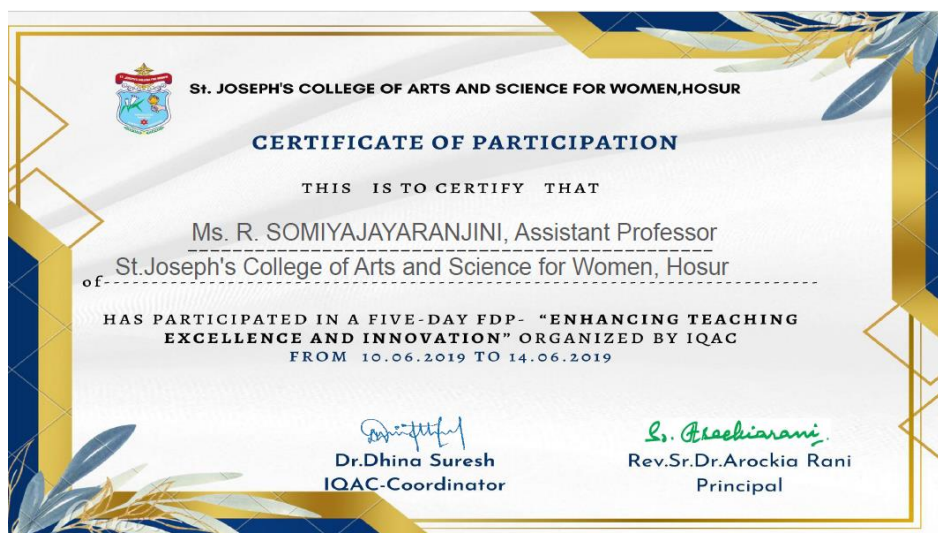 St. JOSEPH'S COLLEGE OF ARTS AND SCIENCE FOR WOMEN,HOSUR
CERTIFICATE OF PARTICIPATION
THIS IS TO CERTIFY THAT
Ms. R. SOMIYAJAYARANJINI, Assistant Professor
of St.Joseph's College of Arts and Science for Women, Hosur
HAS PARTICIPATED IN A FIVE-DAY FDP- “ENHANCING TEACHING
EXCELLENCE AND INNOVATION” ORGANIZED BY IQAC
FROM 10.06.2019 TO 14.06.2019
Sr. Arockiarani
Dr.Dhina Suresh
IQAC-Coordinator
Rev.Sr.Dr.Arockia Rani
Principal